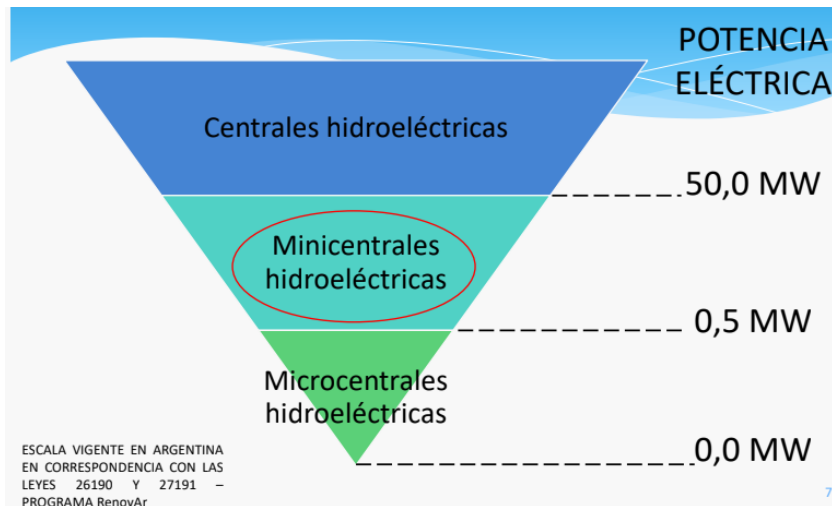 POTENCIA
ELÉCTRICA
Centrales hidroeléctricas
50,0 MW
Minicentrales
hidroeléctricas
0,5 MW
Microcentrales
hidroeléctricas
0,0 MW
ESCALA VIGENTE EN ARGENTINA
EN CORRESPONDENCIA CON LAS
LEYES 26190 Y 27191 –
PROGRAMA RenovAr
7